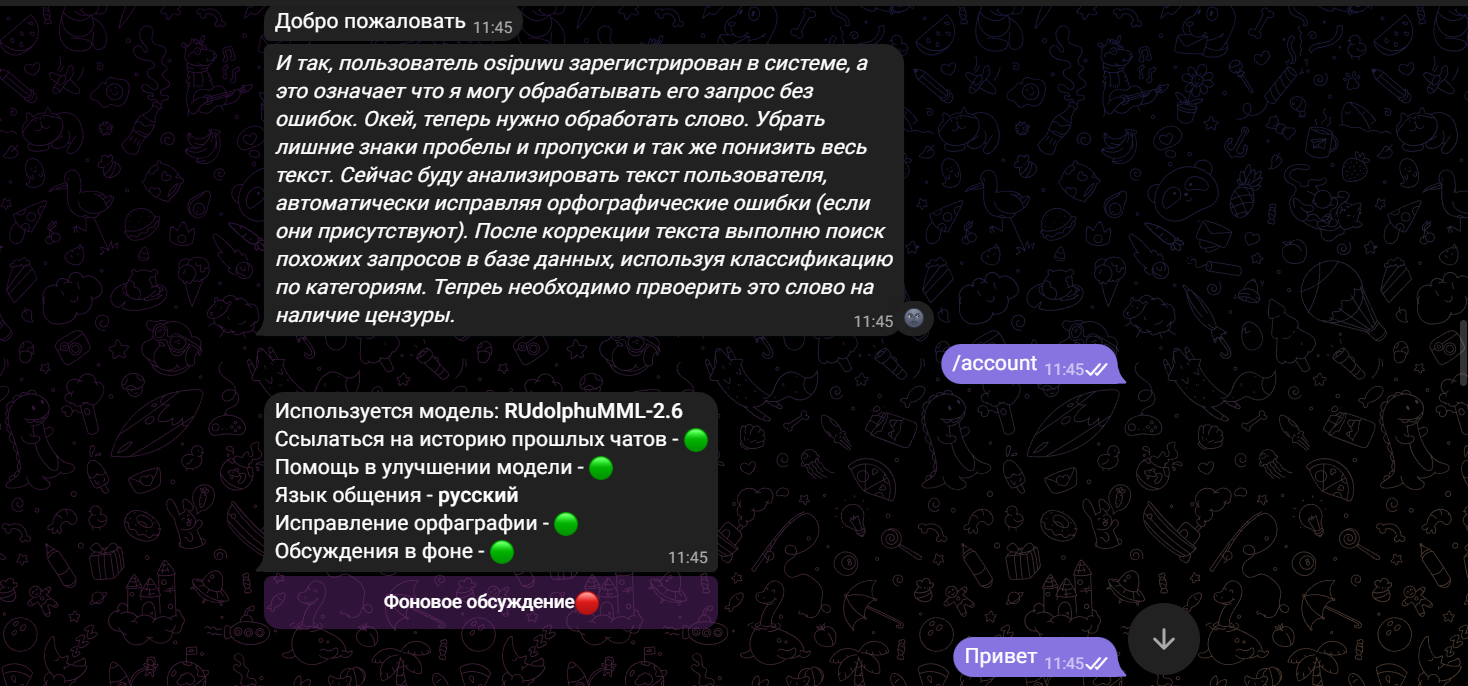 Добро пожаловать 11:45
И так, пользователь osipuwu зарегистрирован в системе, а
это означает что я могу обрабатывать его запрос без
ошибок. Окей, теперь нужно обработать слово. Убрать
лишние знаки пробелы и пропуски и так же понизить весь
текст. Сейчас буду анализировать текст пользователя,
автоматически исправляя орфографические ошибки (если
они присутствуют). После коррекции текста выполню поиск
похожих запросов в базе данных, используя классификацию
по категориям. Тепреь необходимо првоерить это слово на
наличие цензуры. 11:45
/account 11:45
Используется модель: RUdolphuMML-2.6
Ссылаться на историю прошлых чатов -
Помощь в улучшении модели -
Язык общения - русский
Исправление орфаграфии -
Обсуждения в фоне - 11:45
Фоновое обсуждение
Привет 11:45